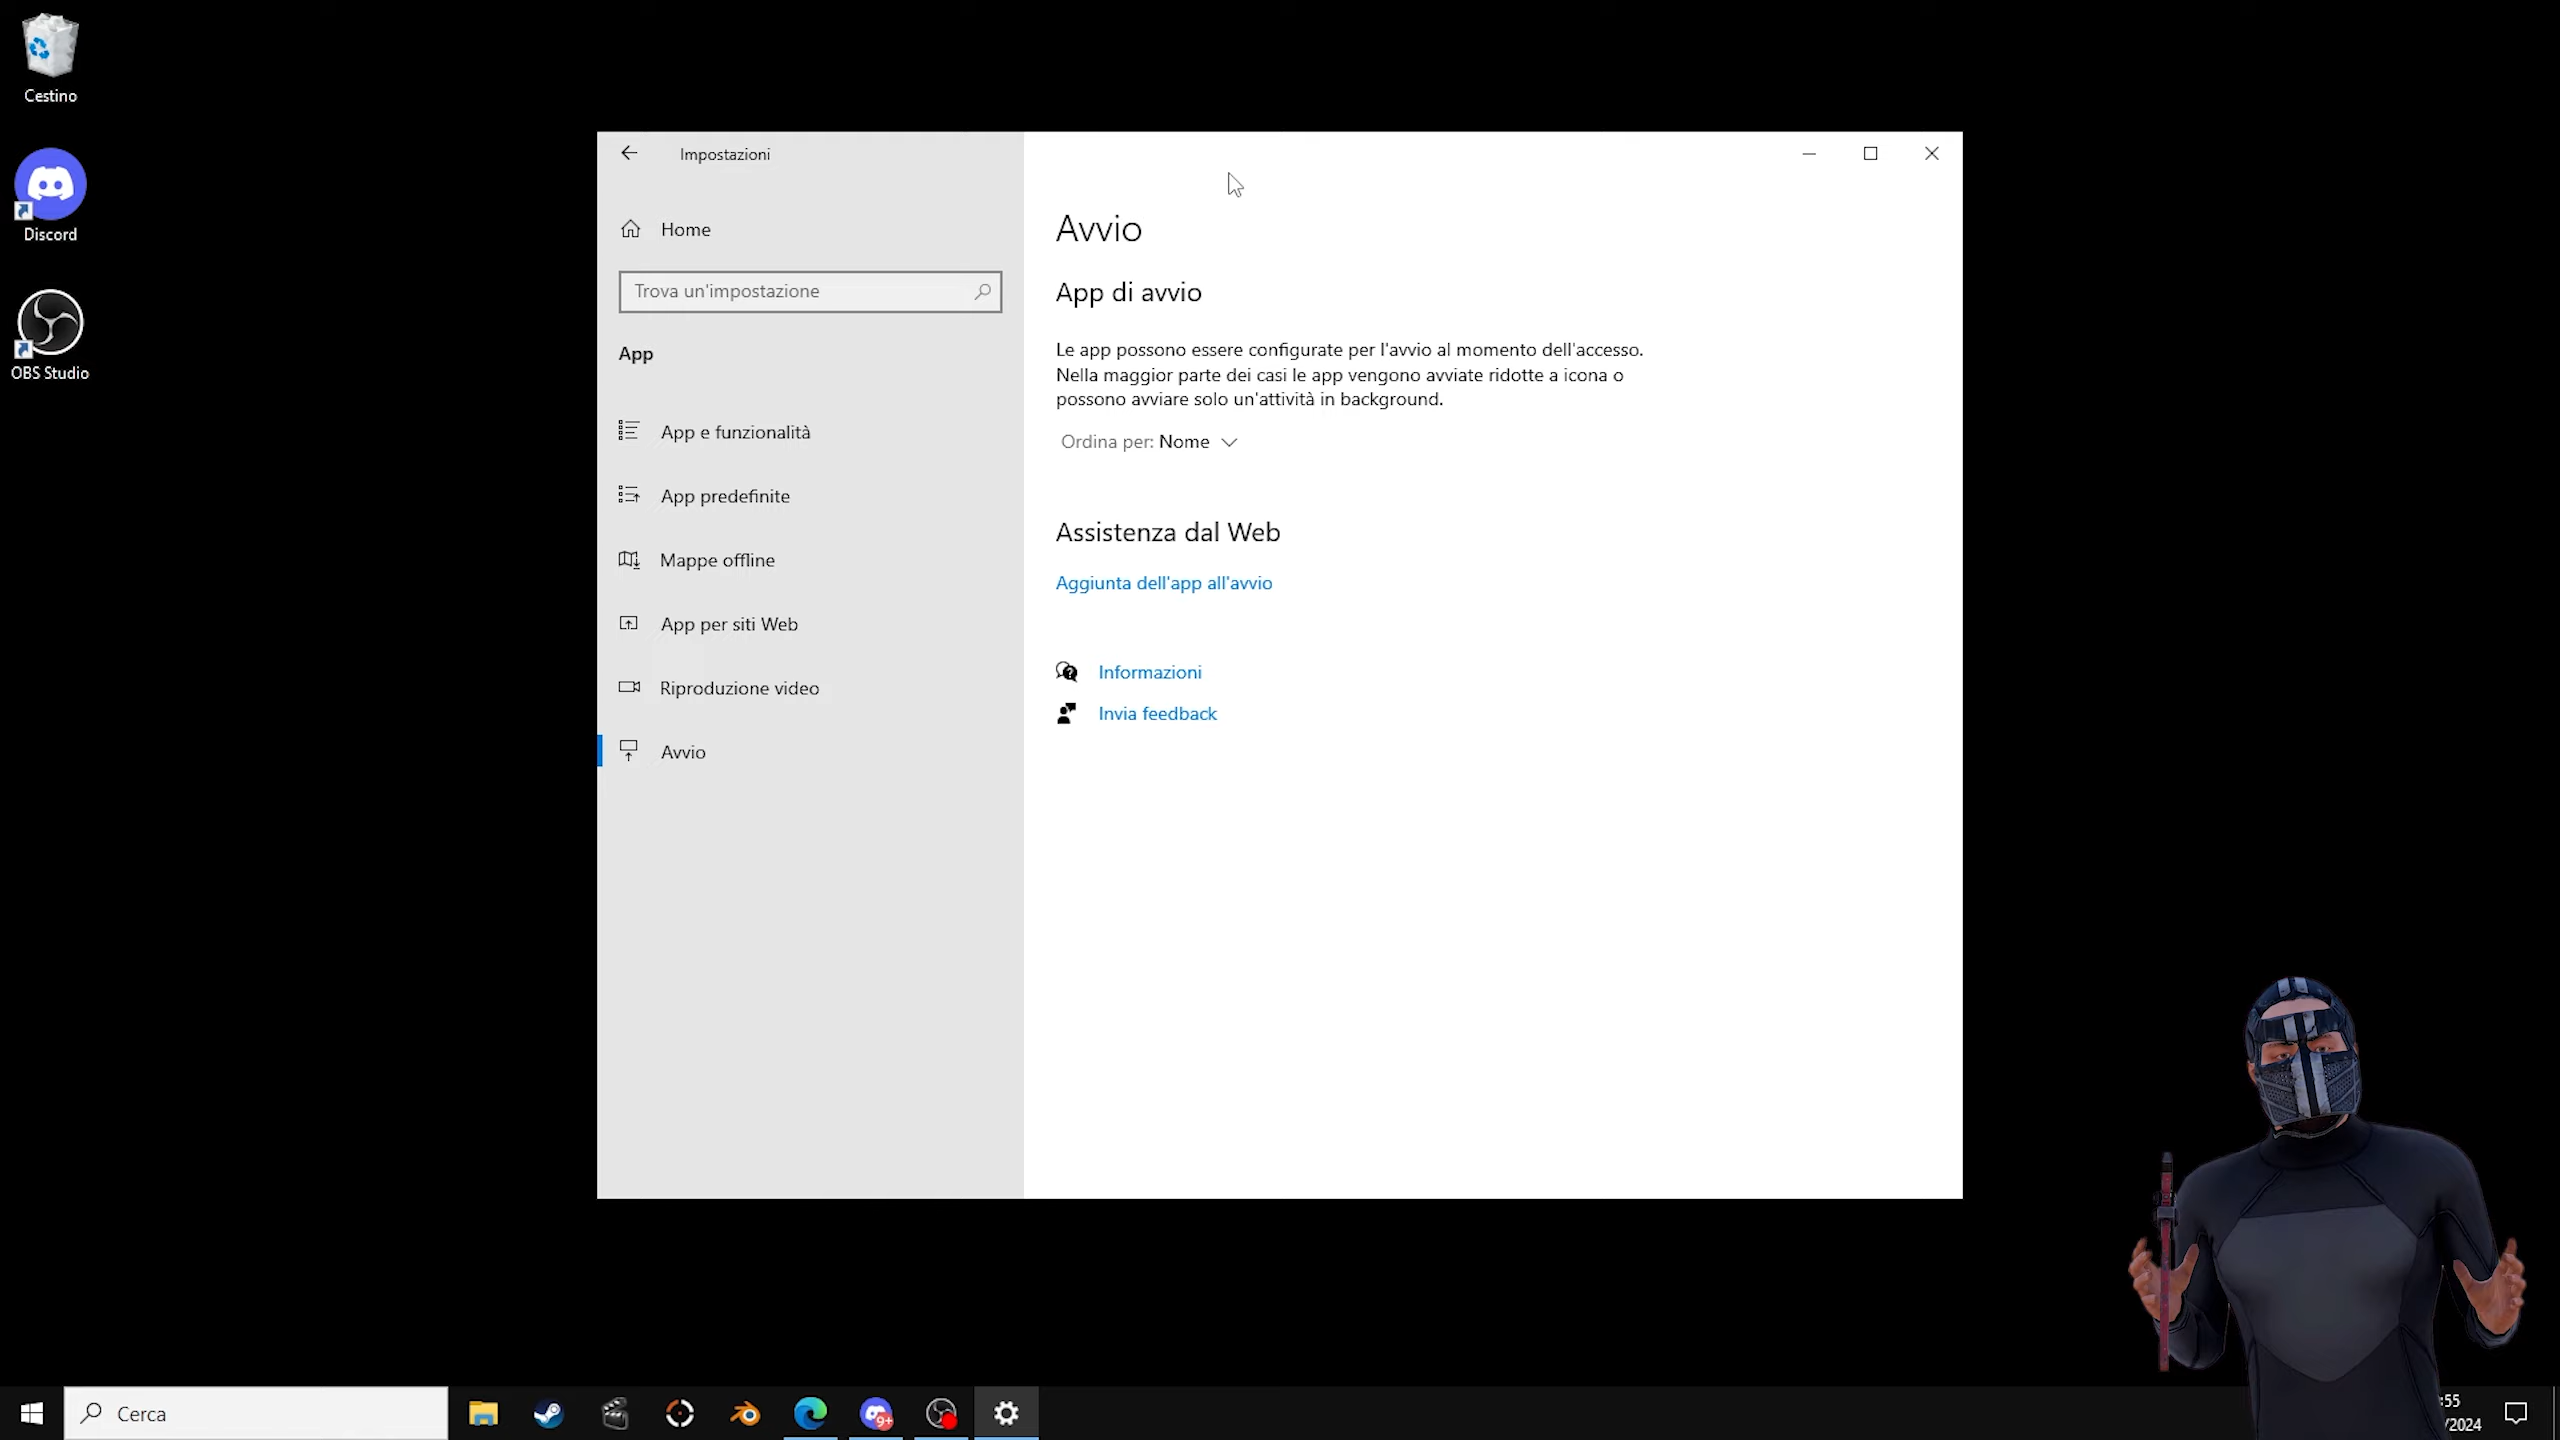 Cestino
Discord
OBS Studio
Impostazioni
Home
Trova un'impostazione
App
App e funzionalità
App predefinite
Mappe offline
App per siti Web
Riproduzione video
Avvio
Avvio
App di avvio
Le app possono essere configurate per l'avvio al momento dell'accesso.
Nella maggior parte dei casi le app vengono avviate ridotte a icona o
possono avviare solo un'attività in background.
Ordina per: Nome
Assistenza dal Web
Aggiunta dell'app all'avvio
Informazioni
Invia feedback
Cerca
9+
:55
/2024